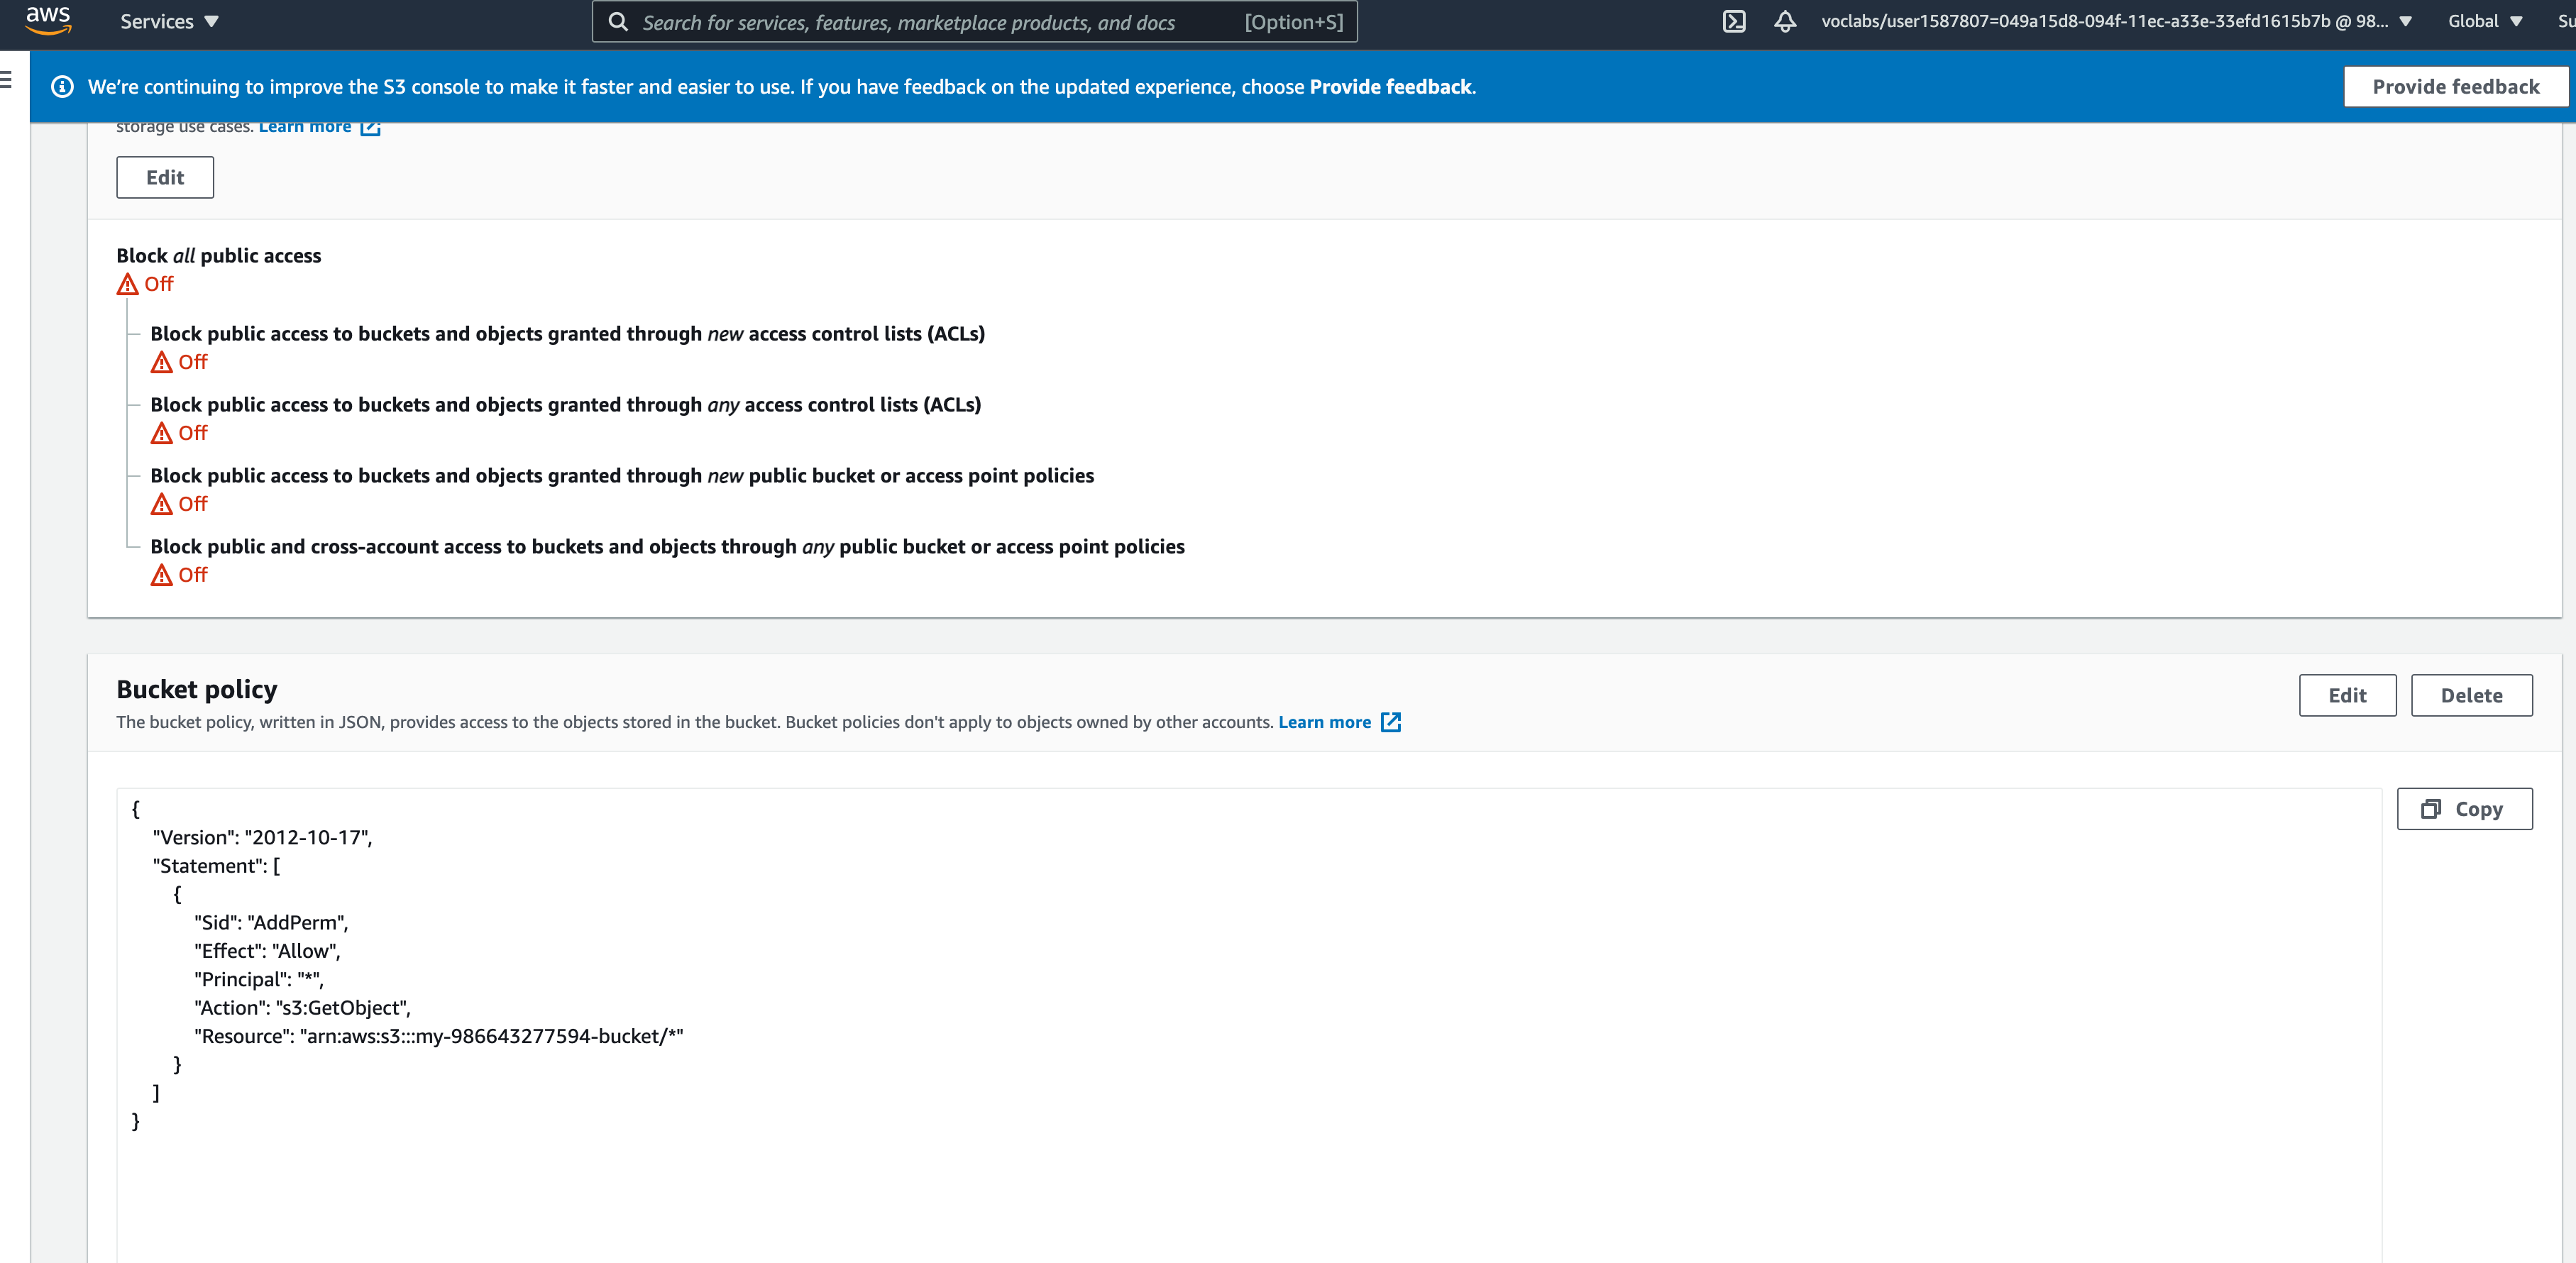 aws
Services
Search for services, features, marketplace products, and docs [Option+S]
voclabs/user1587807=049a15d8-094f-11ec-a33e-33efd1615b7b @ 98...
Global
Su
We're continuing to improve the S3 console to make it faster and easier to use. If you have feedback on the updated experience, choose Provide feedback.
Provide feedback
storage use cases. Learn more
Edit
Block all public access
Off
Block public access to buckets and objects granted through new access control lists (ACLs)
Off
Block public access to buckets and objects granted through any access control lists (ACLs)
Off
Block public access to buckets and objects granted through new public bucket or access point policies
Off
Block public and cross-account access to buckets and objects through any public bucket or access point policies
Off
Bucket policy
Edit
Delete
The bucket policy, written in JSON, provides access to the objects stored in the bucket. Bucket policies don't apply to objects owned by other accounts. Learn more
Copy
{
"Version": "2012-10-17",
"Statement": [
{
"Sid": "AddPerm",
"Effect": "Allow",
"Principal": "*",
"Action": "s3:GetObject",
"Resource": "arn:aws:s3:::my-986643277594-bucket/*"
}
]
}